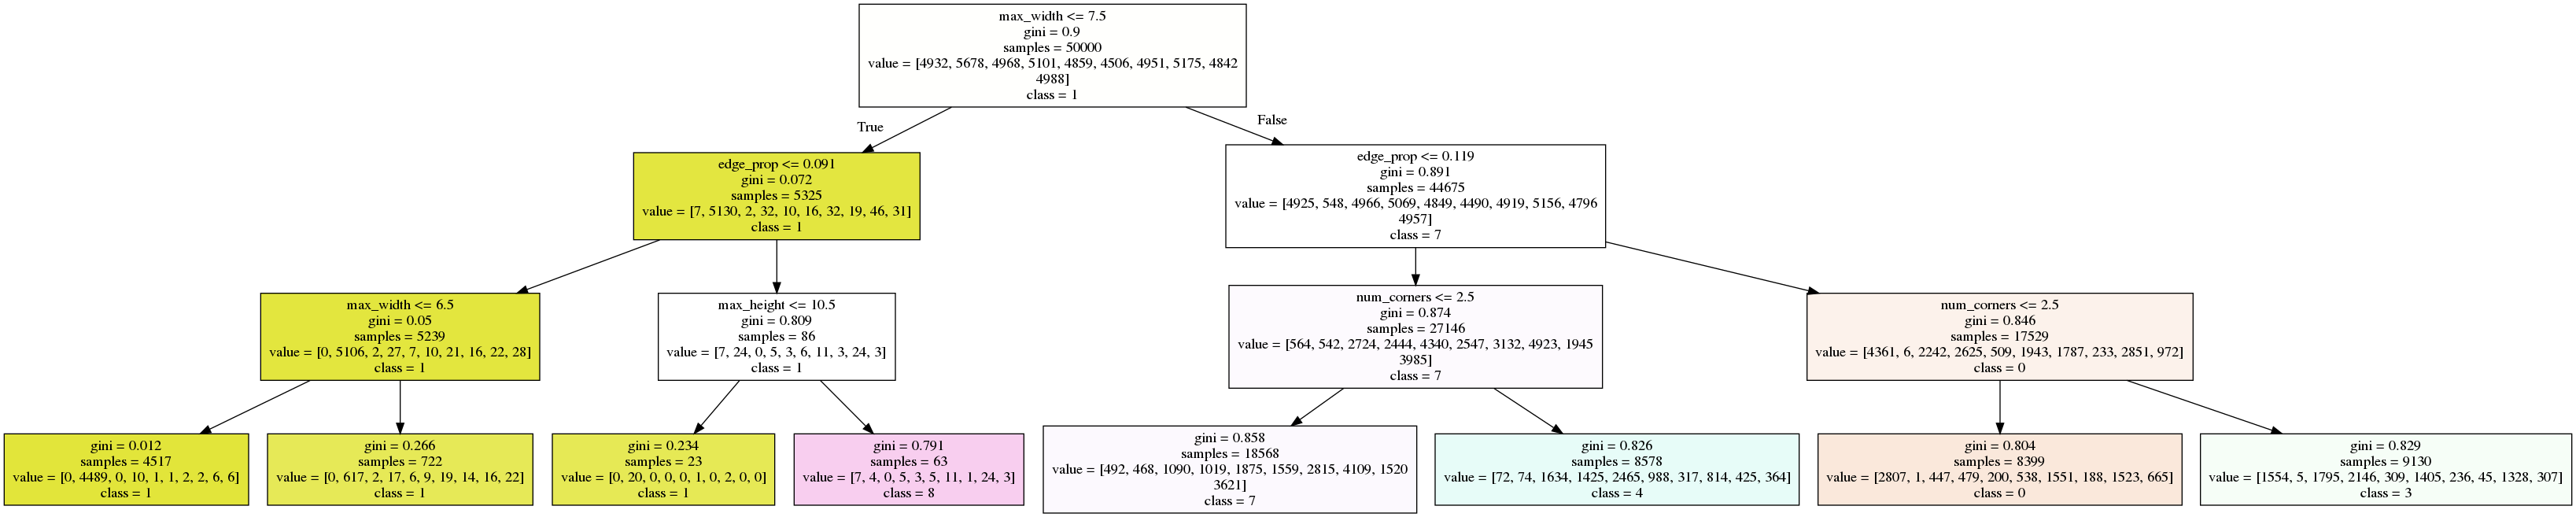 max_width <= 7.5
gini = 0.9
samples = 50000
value = [4932, 5678, 4968, 5101, 4859, 4506, 4951, 5175, 4842
4988]
class = 1
True
False
edge_prop <= 0.091
gini = 0.072
samples = 5325
value = [7, 5130, 2, 32, 10, 16, 32, 19, 46, 31]
class = 1
edge_prop <= 0.119
gini = 0.891
samples = 44675
value = [4925, 548, 4966, 5069, 4849, 4490, 4919, 5156, 4796
4957]
class = 7
max_width <= 6.5
gini = 0.05
samples = 5239
value = [0, 5106, 2, 27, 7, 10, 21, 16, 22, 28]
class = 1
max_height <= 10.5
gini = 0.809
samples = 86
value = [7, 24, 0, 5, 3, 6, 11, 3, 24, 3]
class = 1
num_corners <= 2.5
gini = 0.874
samples = 27146
value = [564, 542, 2724, 2444, 4340, 2547, 3132, 4923, 1945
3985]
class = 7
num_corners <= 2.5
gini = 0.846
samples = 17529
value = [4361, 6, 2242, 2625, 509, 1943, 1787, 233, 2851, 972]
class = 0
gini = 0.012
samples = 4517
value = [0, 4489, 0, 10, 1, 1, 2, 2, 6, 6]
class = 1
gini = 0.266
samples = 722
value = [0, 617, 2, 17, 6, 9, 19, 14, 16, 22]
class = 1
gini = 0.234
samples = 23
value = [0, 20, 0, 0, 0, 1, 0, 2, 0, 0]
class = 1
gini = 0.791
samples = 63
value = [7, 4, 0, 5, 3, 5, 11, 1, 24, 3]
class = 8
gini = 0.858
samples = 18568
value = [492, 468, 1090, 1019, 1875, 1559, 2815, 4109, 1520
3621]
class = 7
gini = 0.826
samples = 8578
value = [72, 74, 1634, 1425, 2465, 988, 317, 814, 425, 364]
class = 4
gini = 0.804
samples = 8399
value = [2807, 1, 447, 479, 200, 538, 1551, 188, 1523, 665]
class = 0
gini = 0.829
samples = 9130
value = [1554, 5, 1795, 2146, 309, 1405, 236, 45, 1328, 307]
class = 3